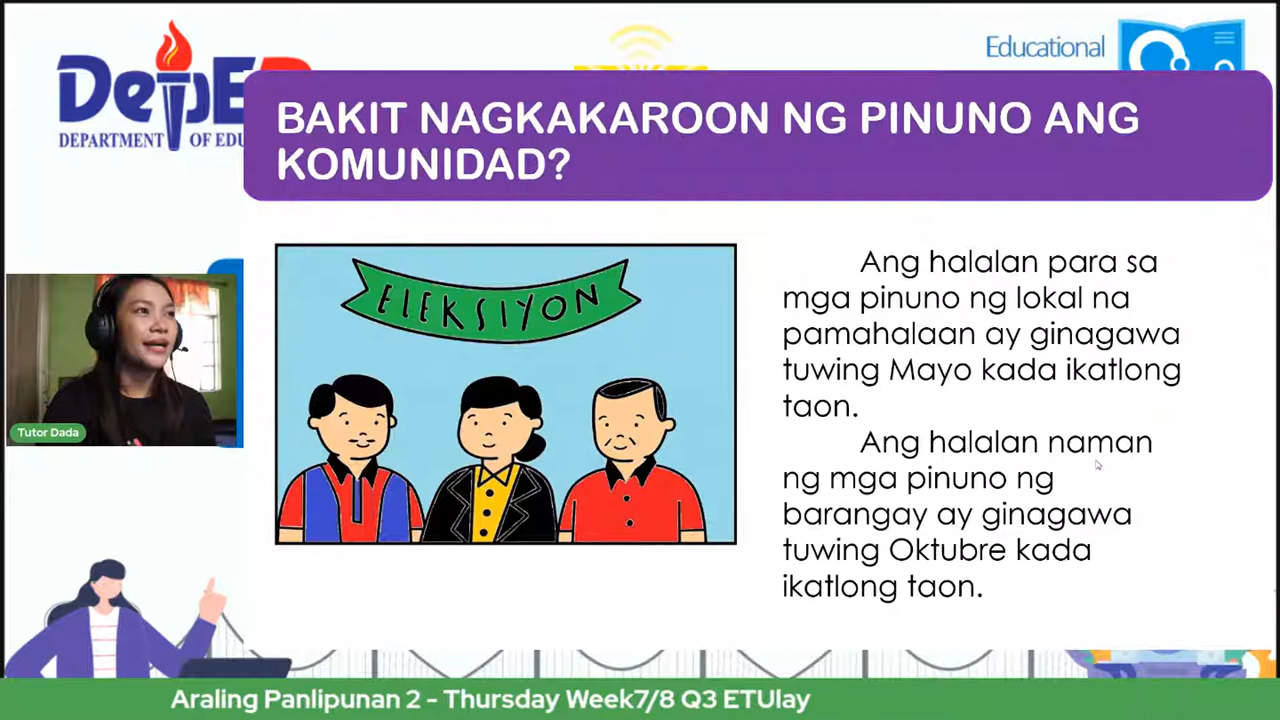 DepE
DEPARTMENT OF EDU
Educational
BAKIT NAGKAKAROON NG PINUNO ANG
KOMUNIDAD?
ELEKSIYON
Ang halalan para sa
mga pinuno ng lokal na
pamahalaan ay ginagawa
tuwing Mayo kada ikatlong
taon.
Ang halalan naman
ng mga pinuno ng
barangay ay ginagawa
tuwing Oktubre kada
ikatlong taon.
Tutor Dada
Araling Panlipunan 2 - Thursday Week7/8 Q3 ETUlay